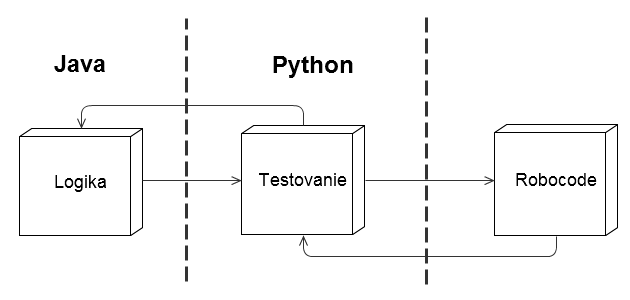 Java
Python
Logika
Testovanie
Robocode